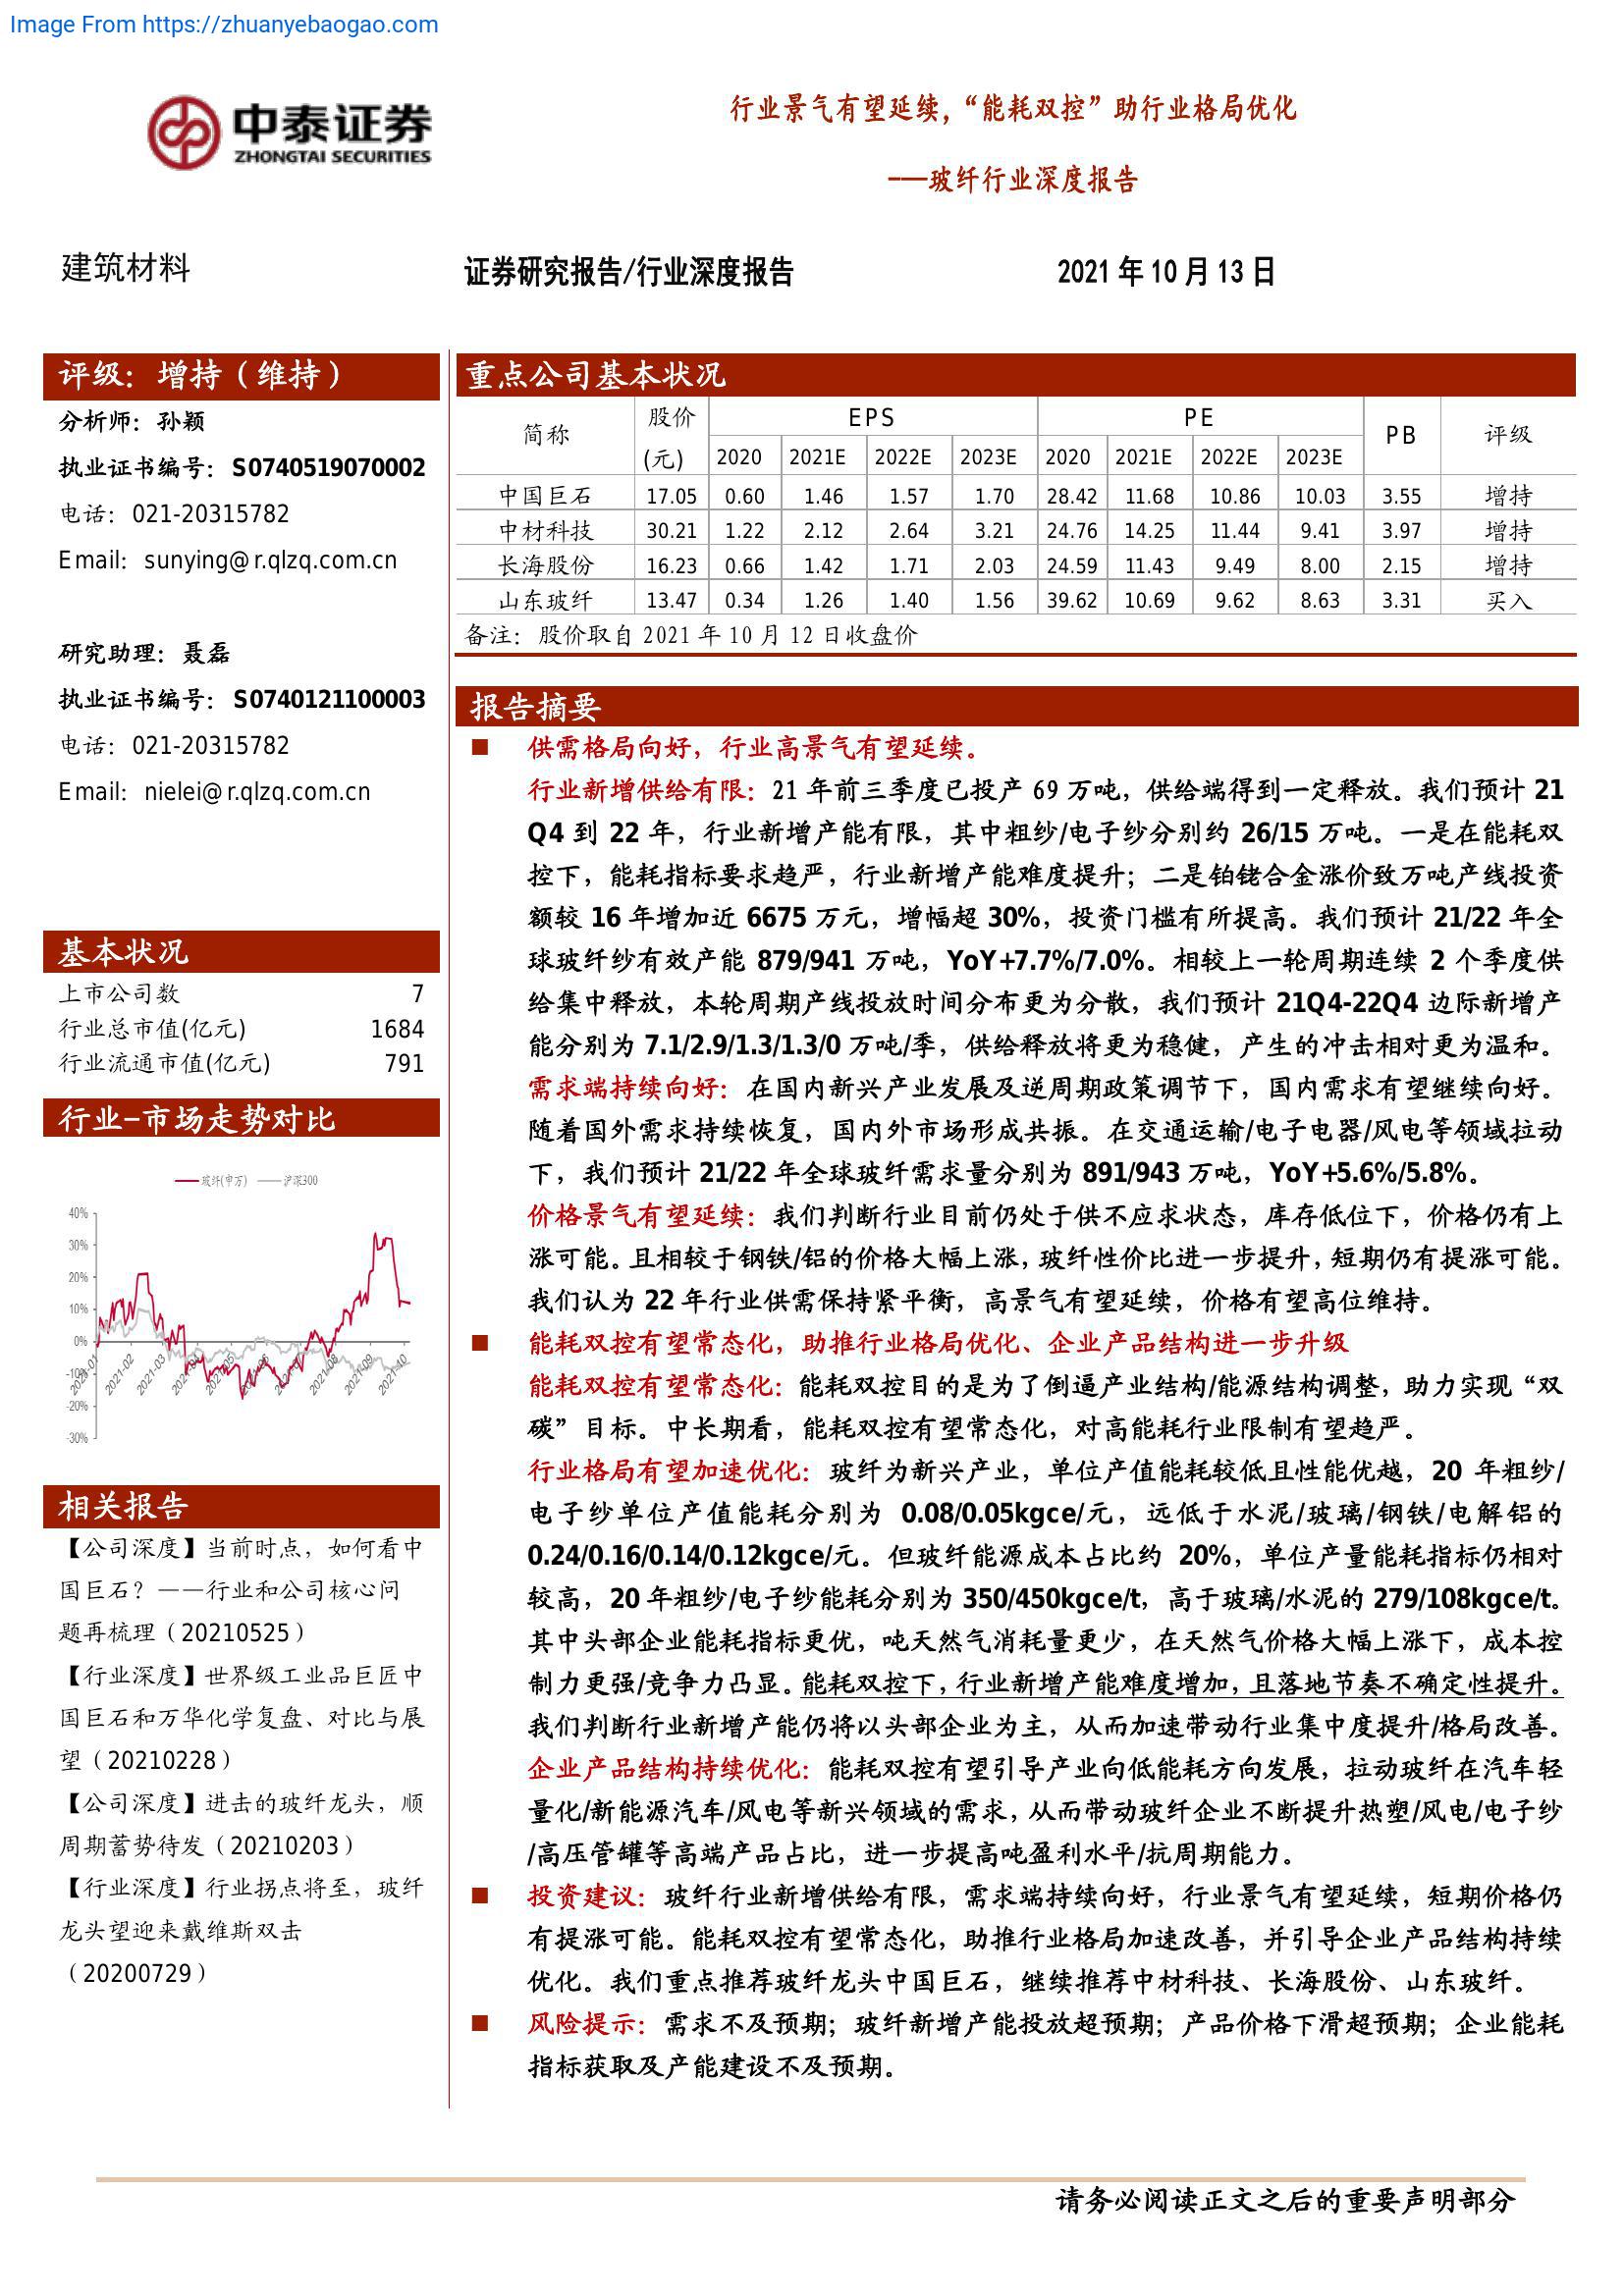 Image From https://zhuanyebaogao.com
中泰证券
ZHONGTAI SECURITIES
行业景气有望延续，“能耗双控”助行业格局优化
——玻纤行业深度报告
建筑材料
证券研究报告/行业深度报告
2021 年 10 月 13 日
评级：增持（维持）
分析师：孙颖
执业证书编号：S0740519070002
电话：021-20315782
Email：sunying@r.qlzq.com.cn
研究助理：聂磊
执业证书编号：S0740121100003
电话：021-20315782
Email：nielei@r.qlzq.com.cn
基本状况
上市公司数 7
行业总市值(亿元) 1684
行业流通市值(亿元) 791
行业-市场走势对比
玻纤(申万) 沪深300
40%
30%
20%
10%
0%
-10%
-20%
-30%
2021-01 2021-02 2021-03 2021-04 2021-05 2021-08 2021-09 2021-10
相关报告
【公司深度】当前时点，如何看中
国巨石？——行业和公司核心问
题再梳理（20210525）
【行业深度】世界级工业品巨匠中
国巨石和万华化学复盘、对比与展
望（20210228）
【公司深度】进击的玻纤龙头，顺
周期蓄势待发（20210203）
【行业深度】行业拐点将至，玻纤
龙头望迎来戴维斯双击
（20200729）
重点公司基本状况
简称 股价(元) EPS PE PB 评级
2020 2021E 2022E 2023E 2020 2021E 2022E 2023E
中国巨石 17.05 0.60 1.46 1.57 1.70 28.42 11.68 10.86 10.03 3.55 增持
中材科技 30.21 1.22 2.12 2.64 3.21 24.76 14.25 11.44 9.41 3.97 增持
长海股份 16.23 0.66 1.42 1.71 2.03 24.59 11.43 9.49 8.00 2.15 增持
山东玻纤 13.47 0.34 1.26 1.40 1.56 39.62 10.69 9.62 8.63 3.31 买入
备注：股价取自 2021 年 10 月 12 日收盘价
报告摘要
■ 供需格局向好，行业高景气有望延续。
行业新增供给有限：21 年前三季度已投产 69 万吨，供给端得到一定释放。我们预计 21
Q4 到 22 年，行业新增产能有限，其中粗纱/电子纱分别约 26/15 万吨。一是在能耗双
控下，能耗指标要求趋严，行业新增产能难度提升；二是铂铑合金涨价致万吨产线投资
额较 16 年增加近 6675 万元，增幅超 30%，投资门槛有所提高。我们预计 21/22 年全
球玻纤纱有效产能 879/941 万吨，YoY+7.7%/7.0%。相较上一轮周期连续 2 个季度供
给集中释放，本轮周期产线投放时间分布更为分散，我们预计 21Q4-22Q4 边际新增产
能分别为 7.1/2.9/1.3/1.3/0 万吨/季，供给释放将更为稳健，产生的冲击相对更为温和。
需求端持续向好：在国内新兴产业发展及逆周期政策调节下，国内需求有望继续向好。
随着国外需求持续恢复，国内外市场形成共振。在交通运输/电子电器/风电等领域拉动
下，我们预计 21/22 年全球玻纤需求量分别为 891/943 万吨，YoY+5.6%/5.8%。
价格景气有望延续：我们判断行业目前仍处于供不应求状态，库存低位下，价格仍有上
涨可能。且相较于钢铁/铝的价格大幅上涨，玻纤性价比进一步提升，短期仍有提涨可能。
我们认为 22 年行业供需保持紧平衡，高景气有望延续，价格有望高位维持。
■ 能耗双控有望常态化，助推行业格局优化、企业产品结构进一步升级
能耗双控有望常态化：能耗双控目的是为了倒逼产业结构/能源结构调整，助力实现“双
碳”目标。中长期看，能耗双控有望常态化，对高能耗行业限制有望趋严。
行业格局有望加速优化：玻纤为新兴产业，单位产值能耗较低且性能优越，20 年粗纱/
电子纱单位产值能耗分别为 0.08/0.05kgce/元，远低于水泥/玻璃/钢铁/电解铝的
0.24/0.16/0.14/0.12kgce/元。但玻纤能源成本占比约 20%，单位产量能耗指标仍相对
较高，20 年粗纱/电子纱能耗分别为 350/450kgce/t，高于玻璃/水泥的 279/108kgce/t。
其中头部企业能耗指标更优，吨天然气消耗量更少，在天然气价格大幅上涨下，成本控
制力更强/竞争力凸显。能耗双控下，行业新增产能难度增加，且落地节奏不确定性提升。
我们判断行业新增产能仍将以头部企业为主，从而加速带动行业集中度提升/格局改善。
企业产品结构持续优化：能耗双控有望引导产业向低能耗方向发展，拉动玻纤在汽车轻
量化/新能源汽车/风电等新兴领域的需求，从而带动玻纤企业不断提升热塑/风电/电子纱
/高压管罐等高端产品占比，进一步提高吨盈利水平/抗周期能力。
■ 投资建议：玻纤行业新增供给有限，需求端持续向好，行业景气有望延续，短期价格仍
有提涨可能。能耗双控有望常态化，助推行业格局加速改善，并引导企业产品结构持续
优化。我们重点推荐玻纤龙头中国巨石，继续推荐中材科技、长海股份、山东玻纤。
■ 风险提示：需求不及预期；玻纤新增产能投放超预期；产品价格下滑超预期；企业能耗
指标获取及产能建设不及预期。
请务必阅读正文之后的重要声明部分